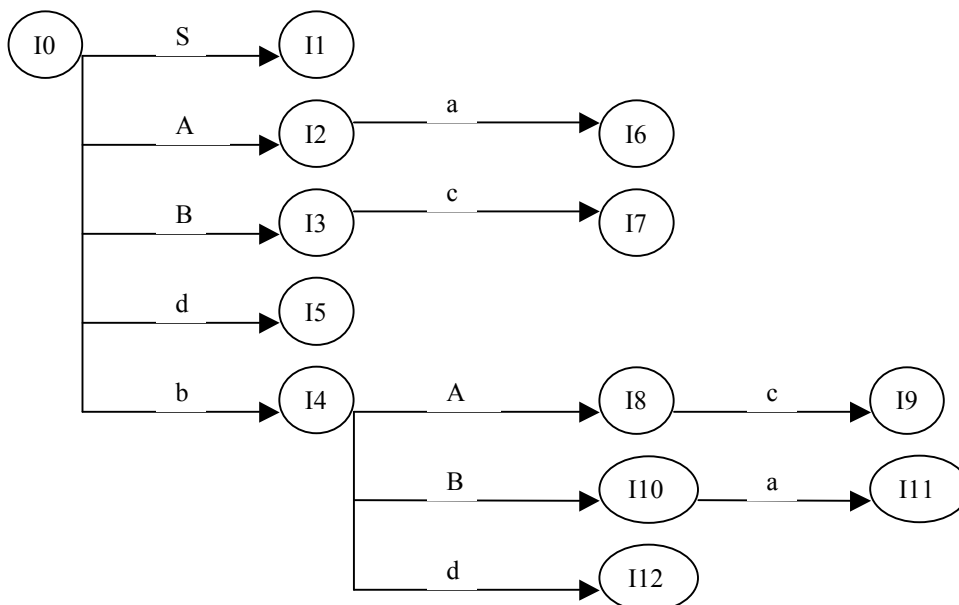 I0 S I1
A I2 a I6
B I3 c I7
d I5
b I4 A I8 c I9
B I10 a I11
d I12